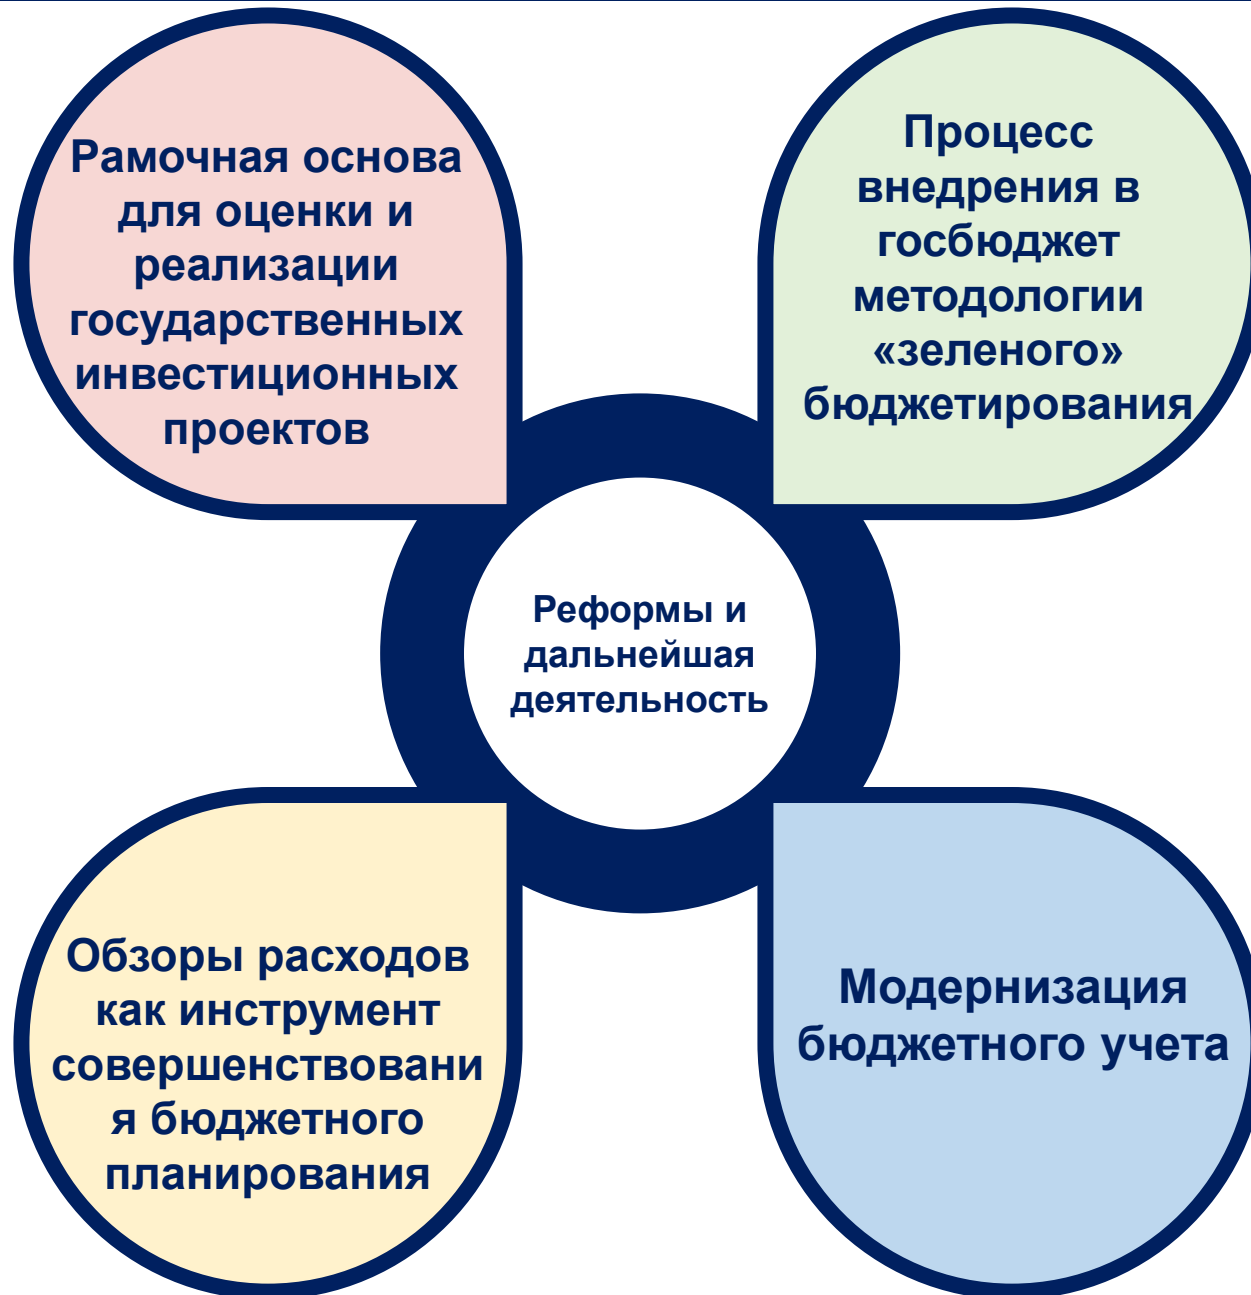 Рамочная основа
для оценки и
реализации
государственных
инвестиционных
проектов
Процесс
внедрения в
госбюджет
методологии
«зеленого»
бюджетирования
Реформы и
дальнейшая
деятельность
Обзоры расходов
как инструмент
совершенствовани
я бюджетного
планирования
Модернизация
бюджетного учета